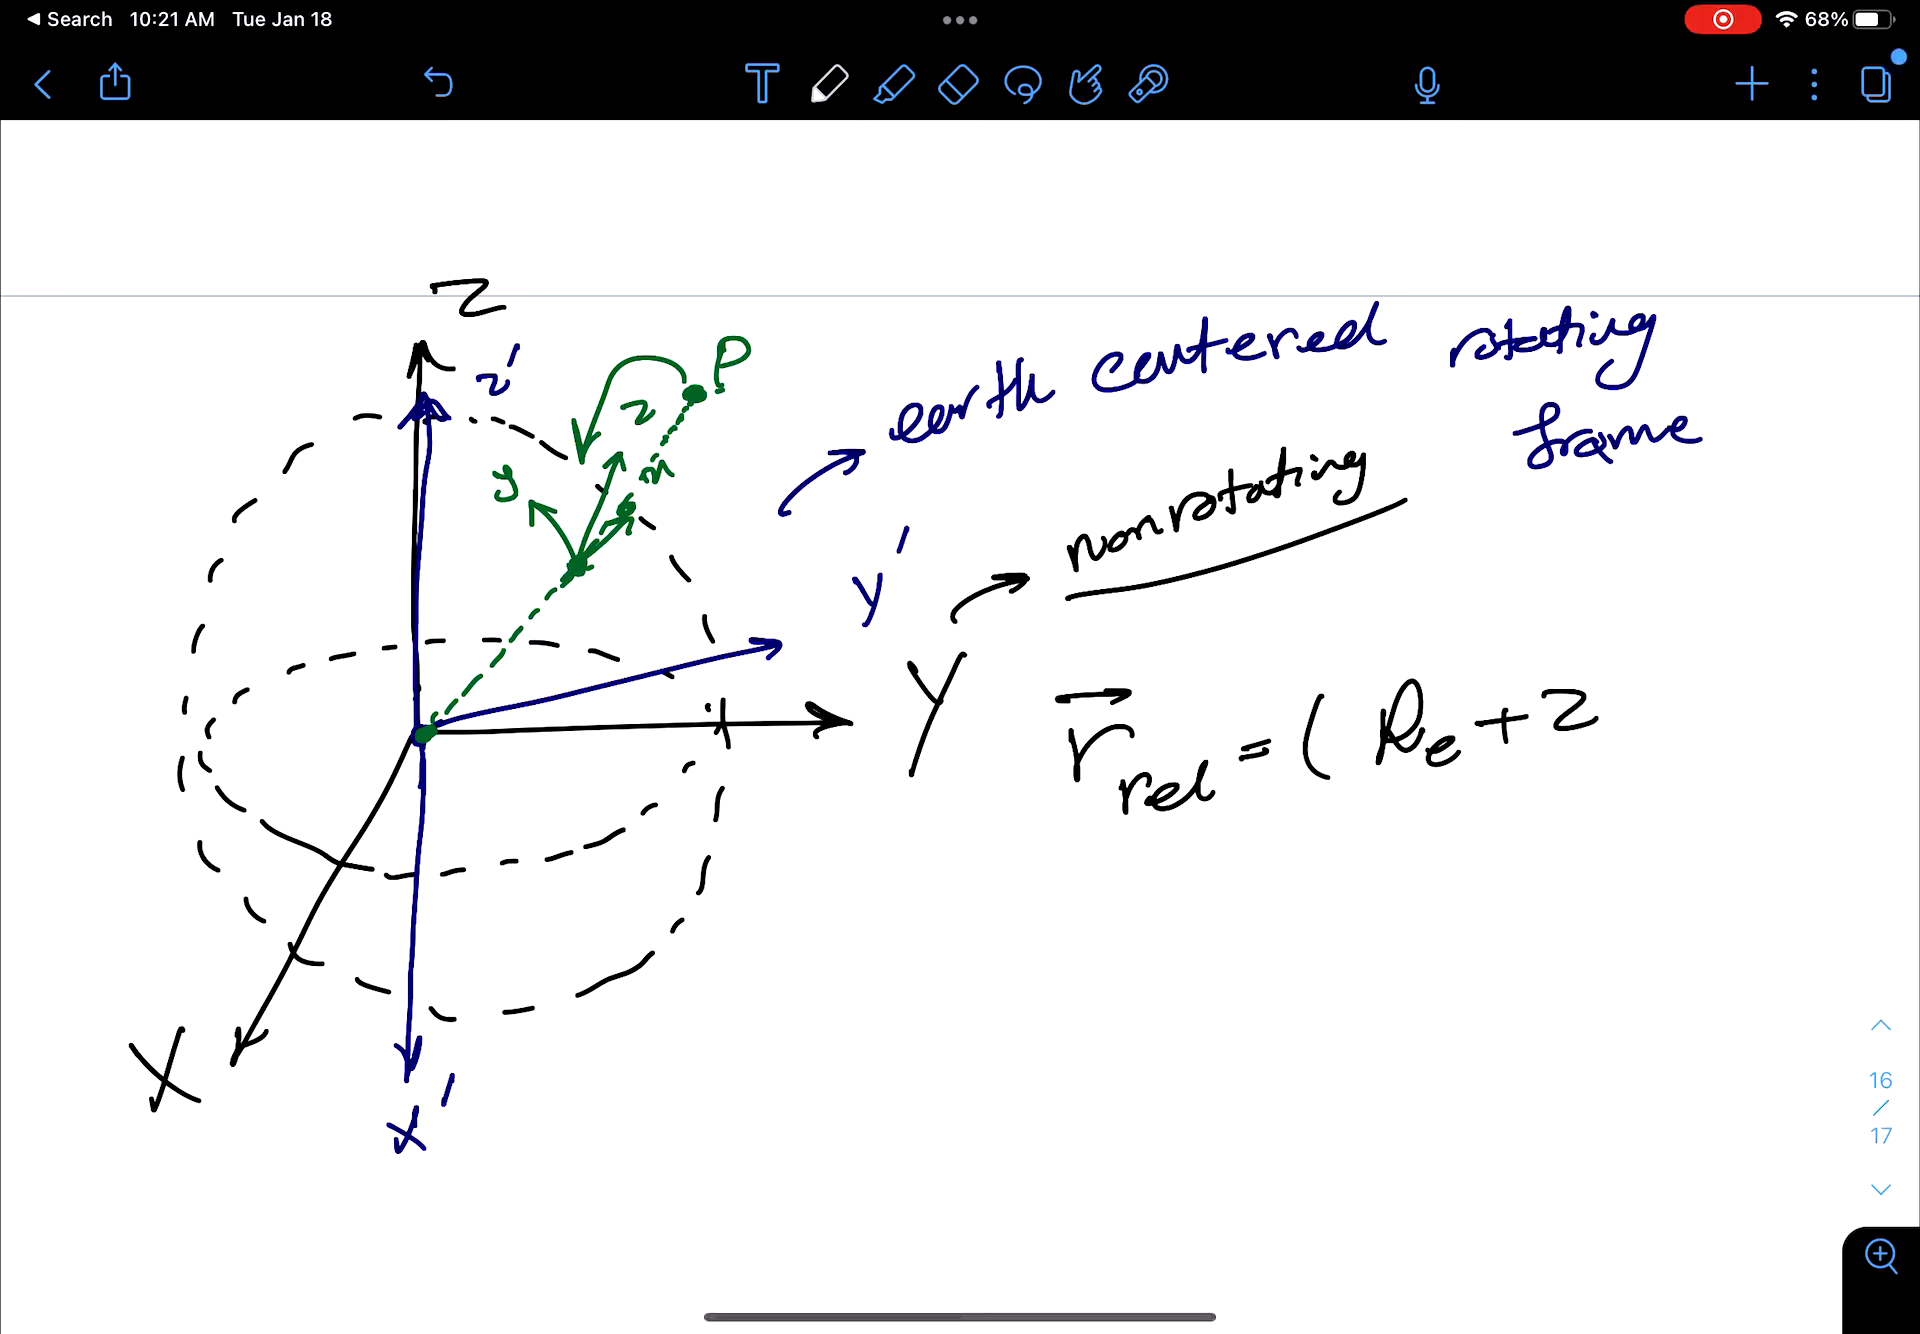 Search 10:21 AM Tue Jan 18
68%
T
Z
z'
P
z
y
earth centered rotating
frame
nonrotating
y'
Y
r rel = ( Re + z
X
x'
16
/
17